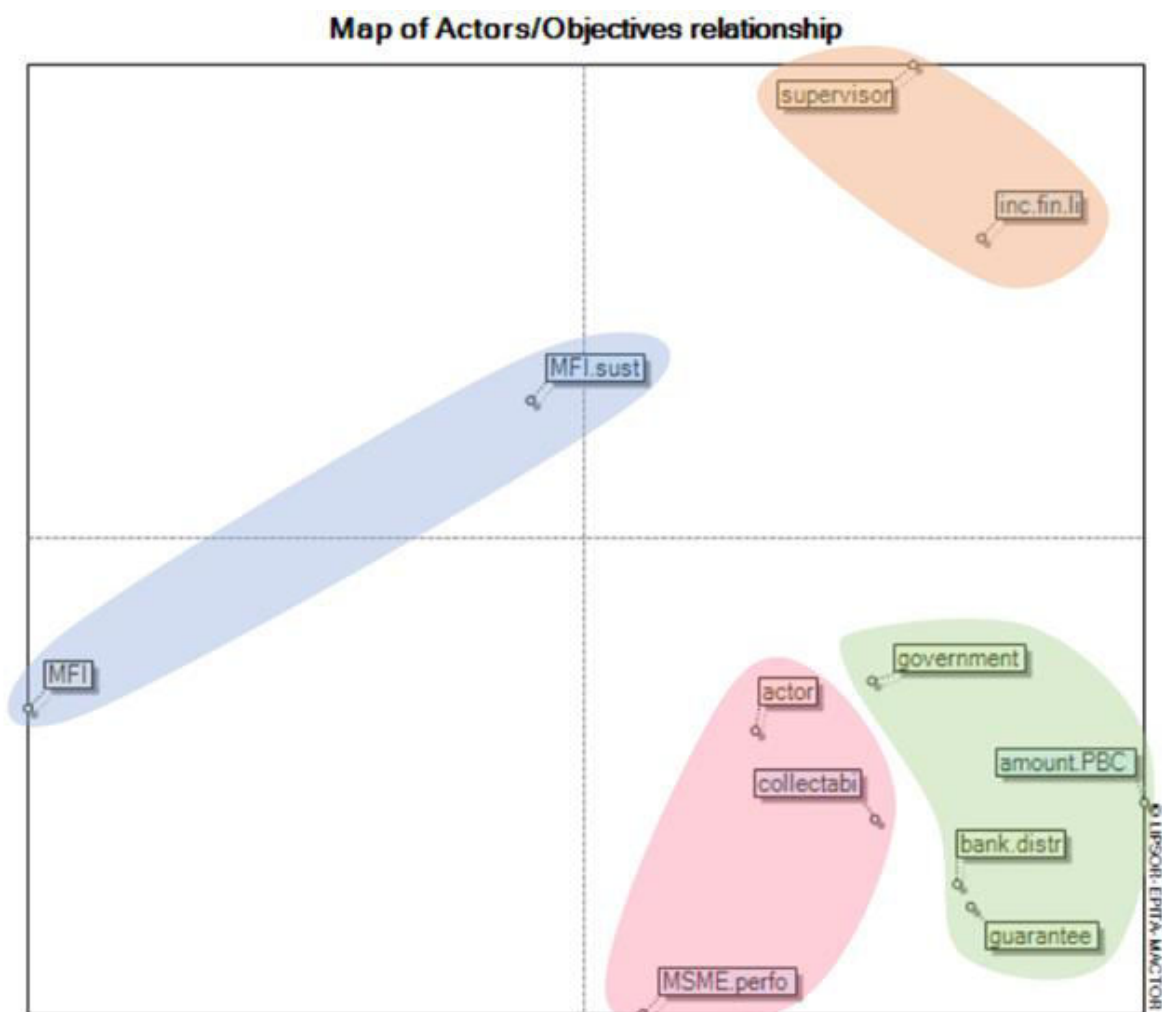 Map of Actors/Objectives relationship
supervisor
inc.fin.li
MFI.sust
MFI
government
actor
amount.PBC
collectabi
bank.distr
guarantee
MSME.perfo
© LIPSOR-EPITA-MACTOR